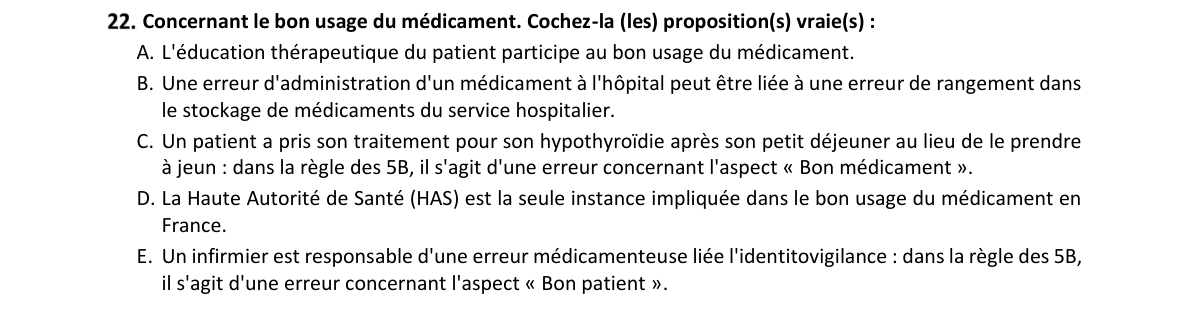 22. Concernant le bon usage du médicament. Cochez-la (les) proposition(s) vraie(s) :
A. L'éducation thérapeutique du patient participe au bon usage du médicament.
B. Une erreur d'administration d'un médicament à l'hôpital peut être liée à une erreur de rangement dans
le stockage de médicaments du service hospitalier.
C. Un patient a pris son traitement pour son hypothyroïdie après son petit déjeuner au lieu de le prendre
à jeun : dans la règle des 5B, il s'agit d'une erreur concernant l'aspect « Bon médicament ».
D. La Haute Autorité de Santé (HAS) est la seule instance impliquée dans le bon usage du médicament en
France.
E. Un infirmier est responsable d'une erreur médicamenteuse liée l'identitovigilance : dans la règle des 5B,
il s'agit d'une erreur concernant l'aspect « Bon patient ».